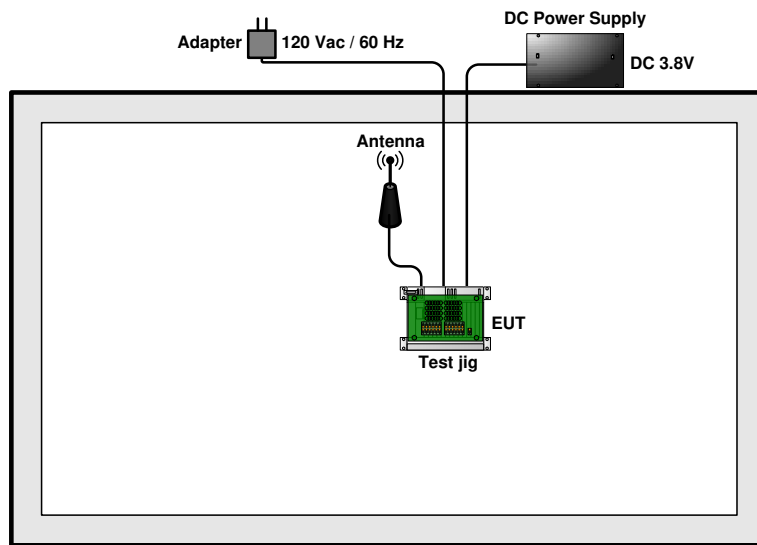 DC Power Supply
Adapter 120 Vac / 60 Hz
DC 3.8V
Antenna
EUT
Test jig